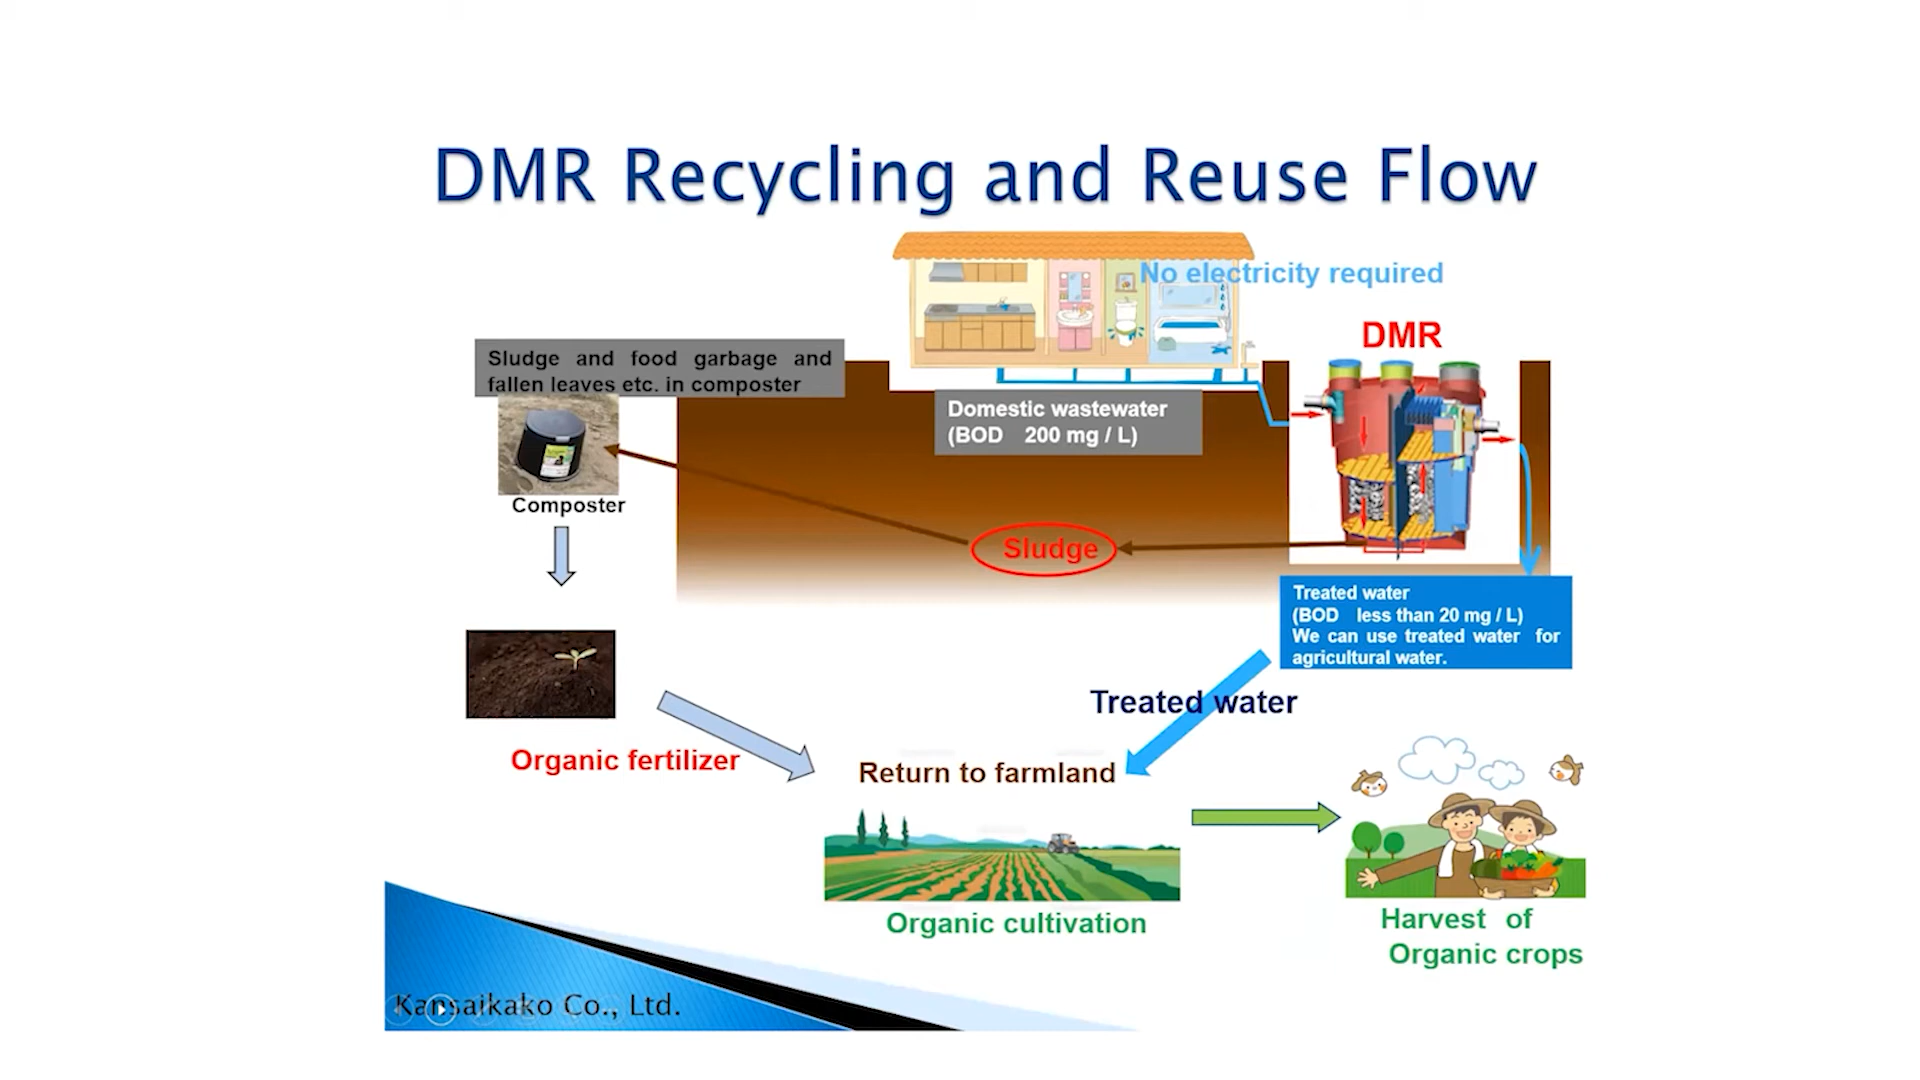 DMR Recycling and Reuse Flow
No electricity required
DMR
Sludge and food garbage and
fallen leaves etc. in composter
Domestic wastewater
(BOD 200 mg / L)
Composter
Sludge
Treated water
(BOD less than 20 mg / L)
We can use treated water for
agricultural water.
Treated water
Organic fertilizer
Return to farmland
Organic cultivation
Harvest of
Organic crops
Kansaikako Co., Ltd.